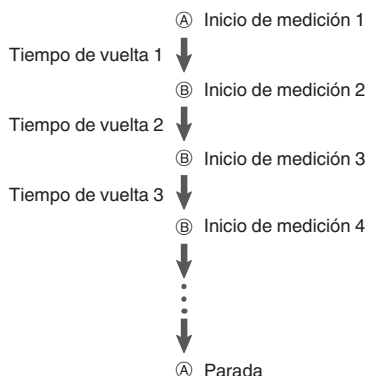 Ⓐ Inicio de medición 1
Tiempo de vuelta 1
Ⓑ Inicio de medición 2
Tiempo de vuelta 2
Ⓑ Inicio de medición 3
Tiempo de vuelta 3
Ⓑ Inicio de medición 4
Ⓐ Parada